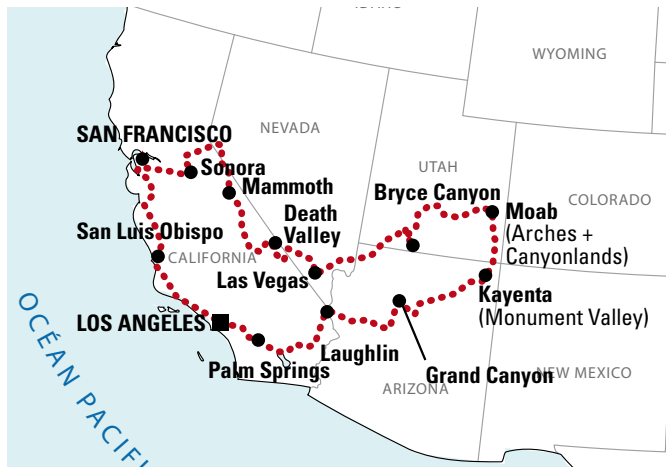 IDAHO
WYOMING
NEVADA
SAN FRANCISCO
Sonora
UTAH
Mammoth
Bryce Canyon
COLORADO
Death
Valley
Moab
(Arches +
Canyonlands)
San Luis Obispo
CALIFORNIA
Las Vegas
Kayenta
(Monument Valley)
OCÉAN PACIFI
LOS ANGELES
Laughlin
Palm Springs
Grand Canyon
NEW MEXICO
ARIZONA